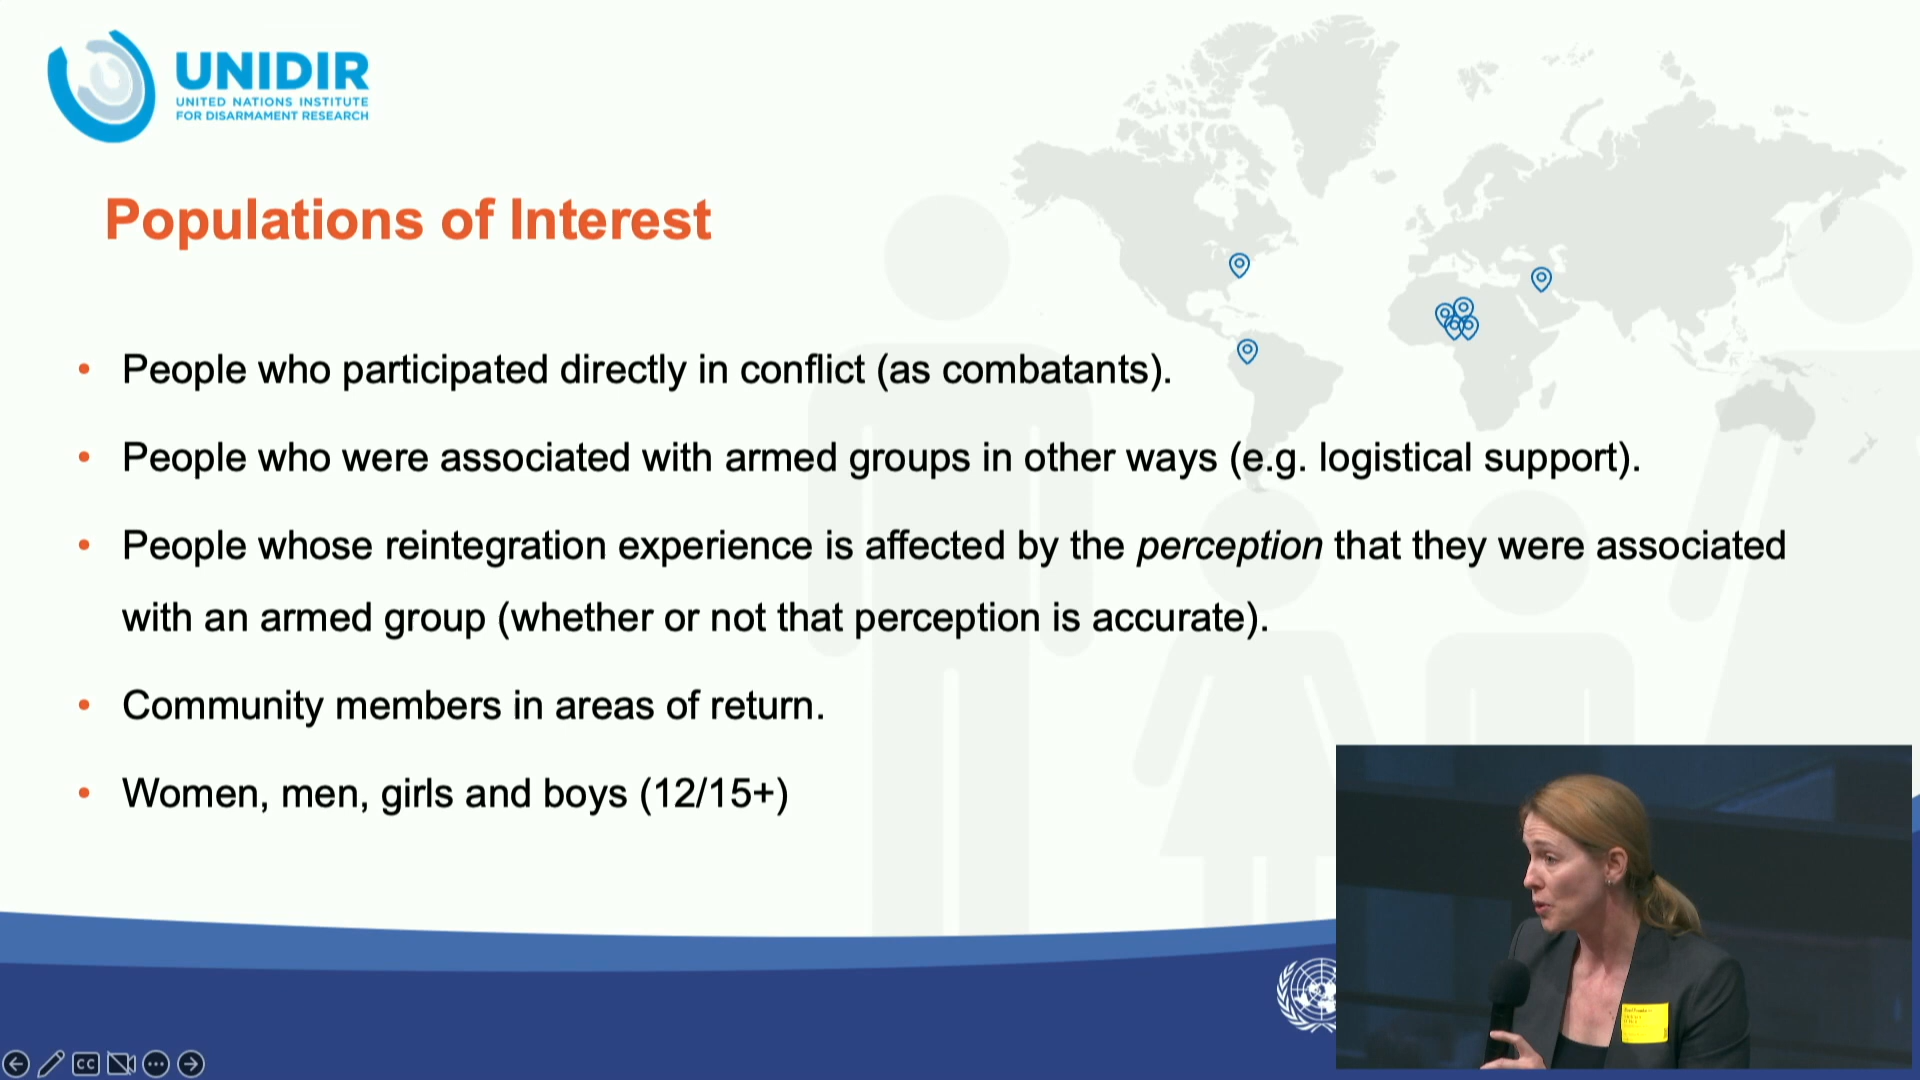 UNIDIR
UNITED NATIONS INSTITUTE
FOR DISARMAMENT RESEARCH
Populations of Interest
• People who participated directly in conflict (as combatants).
• People who were associated with armed groups in other ways (e.g. logistical support).
• People whose reintegration experience is affected by the perception that they were associated
with an armed group (whether or not that perception is accurate).
• Community members in areas of return.
• Women, men, girls and boys (12/15+)
CC